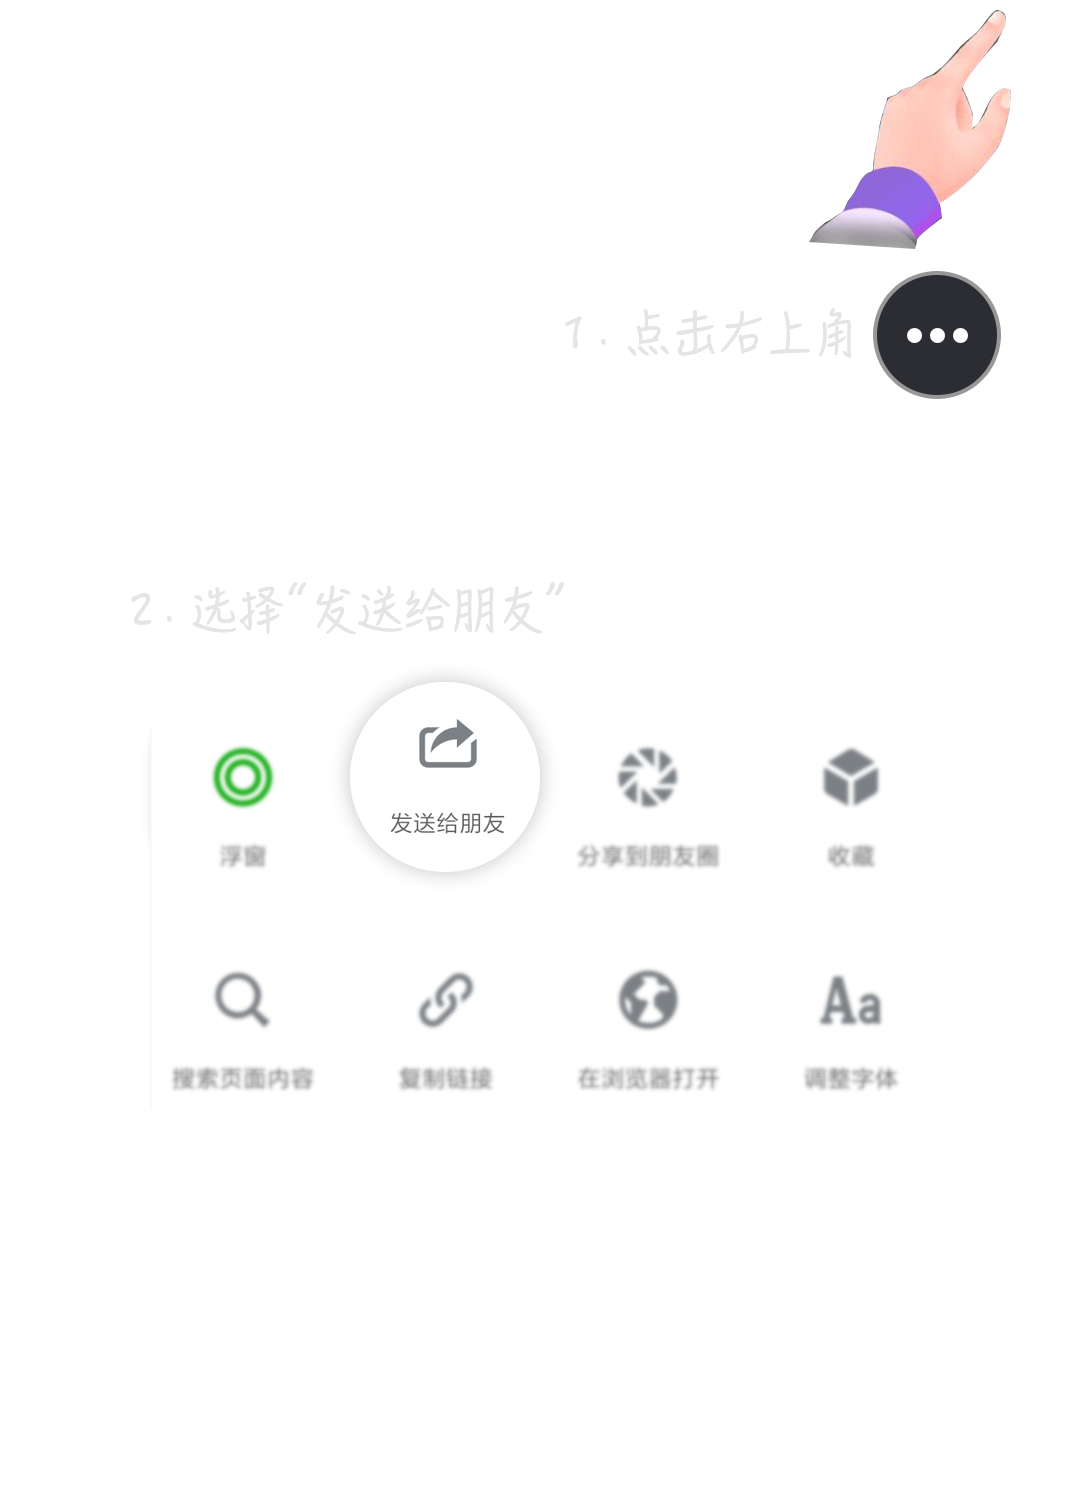 1.点击右上角
2.选择“发送给朋友”
发送给朋友
浮窗
分享到朋友圈
收藏
搜索页面内容
复制链接
在浏览器打开
Aa
调整字体